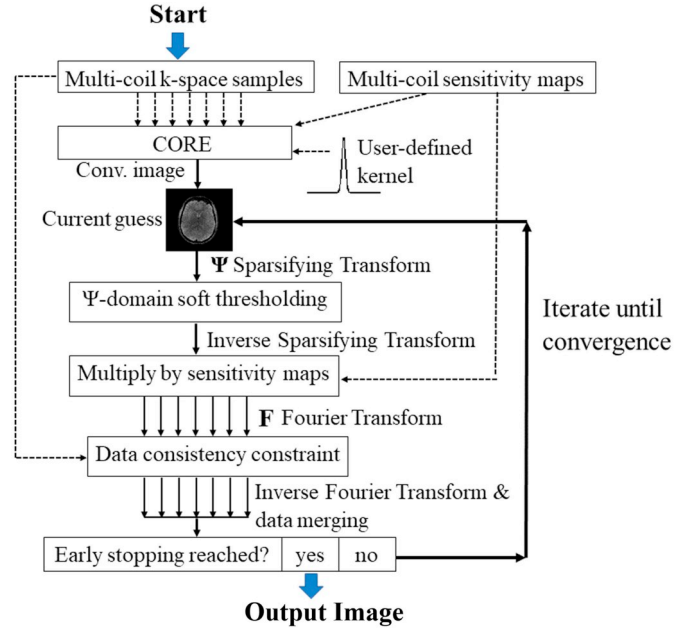 Start
Multi-coil k-space samples
Multi-coil sensitivity maps
CORE
User-defined
kernel
Conv. image
Current guess
Ψ Sparsifying Transform
Ψ-domain soft thresholding
Iterate until
convergence
Inverse Sparsifying Transform
Multiply by sensitivity maps
F Fourier Transform
Data consistency constraint
Inverse Fourier Transform &
data merging
Early stopping reached? yes no
Output Image